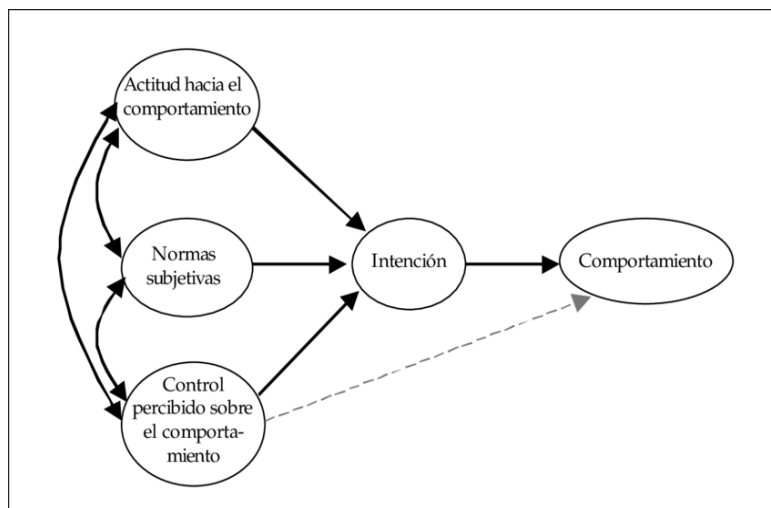 Actitud hacia el
comportamiento
Normas
subjetivas
Intención
Comportamiento
Control
percibido sobre
el comporta-
miento